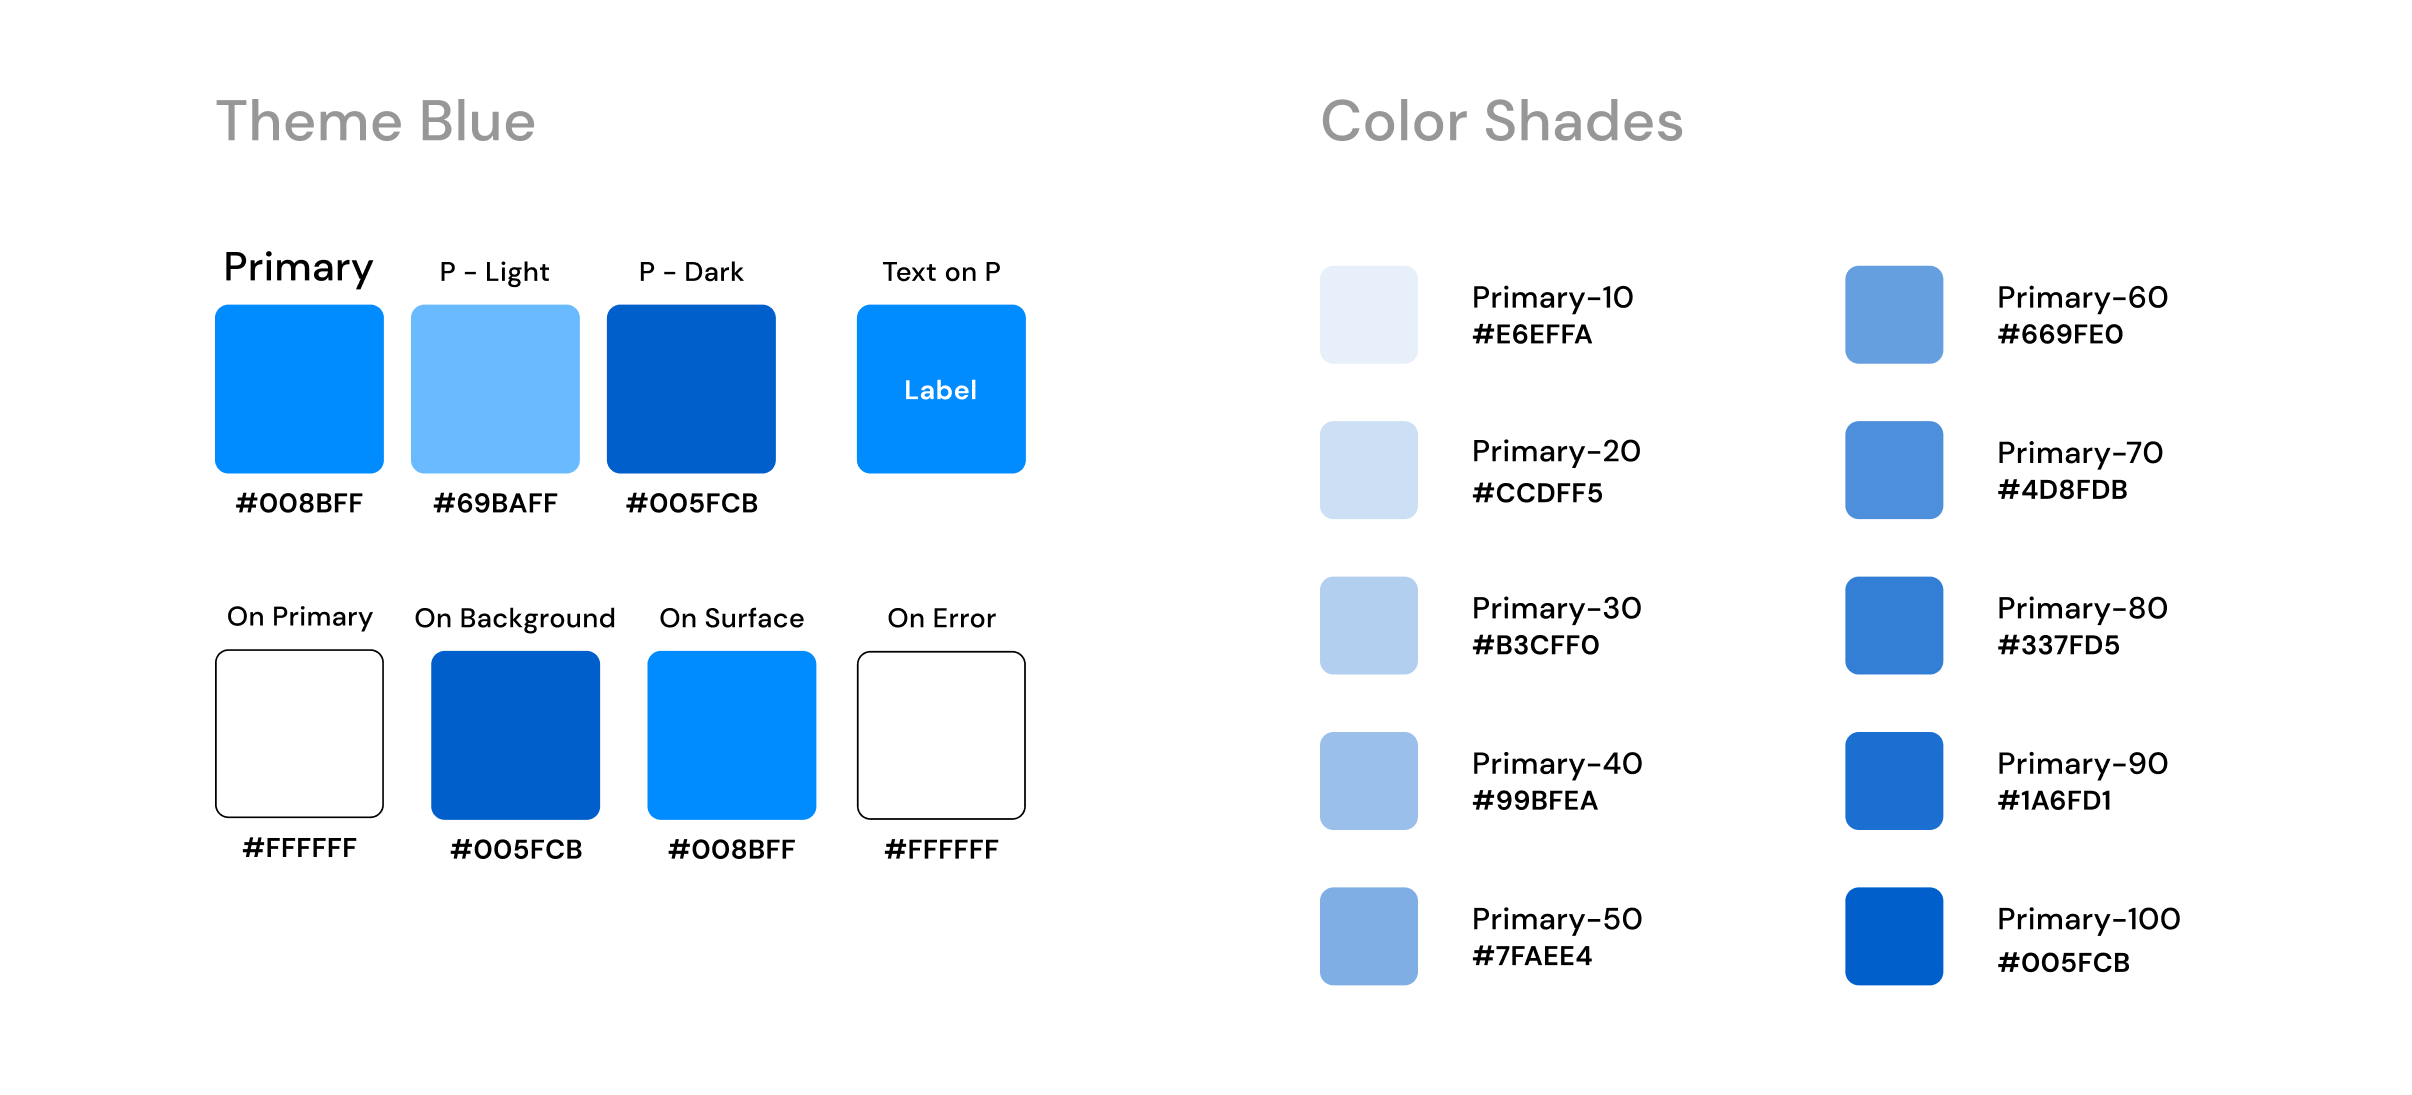 Theme Blue
Primary
P - Light
P - Dark
Text on P
Label
#008BFF
#69BAFF
#005FCB
On Primary
On Background
On Surface
On Error
#FFFFFF
#005FCB
#008BFF
#FFFFFF
Color Shades
Primary-10
#E6EFFA
Primary-20
#CCDFF5
Primary-30
#B3CFF0
Primary-40
#99BFEA
Primary-50
#7FAEE4
Primary-60
#669FE0
Primary-70
#4D8FDB
Primary-80
#337FD5
Primary-90
#1A6FD1
Primary-100
#005FCB